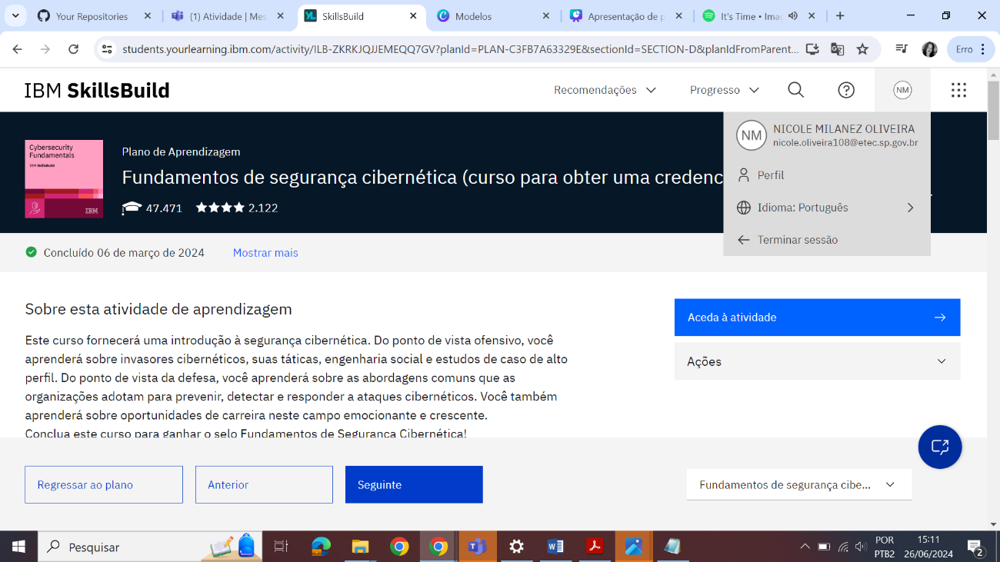 Your Repositories
(1) Atividade | Mes
SkillsBuild
Modelos
Apresentação de p
It's Time • Ima
students.yourlearning.ibm.com/activity/ILB-ZKRKJQJJEMEQQ7GV?planId=PLAN-C3FB7A63329E&sectionId=SECTION-D&planIdFromParent...
Erro
IBM SkillsBuild
Recomendações
Progresso
NM
NM
NICOLE MILANEZ OLIVEIRA
nicole.oliveira108@etec.sp.gov.br
Perfil
Idioma: Português
Terminar sessão
Cybersecurity
Fundamentals
IBM SkillsBuild
IBM
Plano de Aprendizagem
Fundamentos de segurança cibernética (curso para obter uma credenc
47.471
2.122
Concluído 06 de março de 2024
Mostrar mais
Sobre esta atividade de aprendizagem
Este curso fornecerá uma introdução à segurança cibernética. Do ponto de vista ofensivo, você
aprenderá sobre invasores cibernéticos, suas táticas, engenharia social e estudos de caso de alto
perfil. Do ponto de vista da defesa, você aprenderá sobre as abordagens comuns que as
organizações adotam para prevenir, detectar e responder a ataques cibernéticos. Você também
aprenderá sobre oportunidades de carreira neste campo emocionante e crescente.
Conclua este curso para ganhar o selo Fundamentos de Segurança Cibernética!
Aceda à atividade
Ações
Regressar ao plano
Anterior
Seguinte
Fundamentos de segurança cibe...
Pesquisar
POR
PTB2
15:11
26/06/2024
2